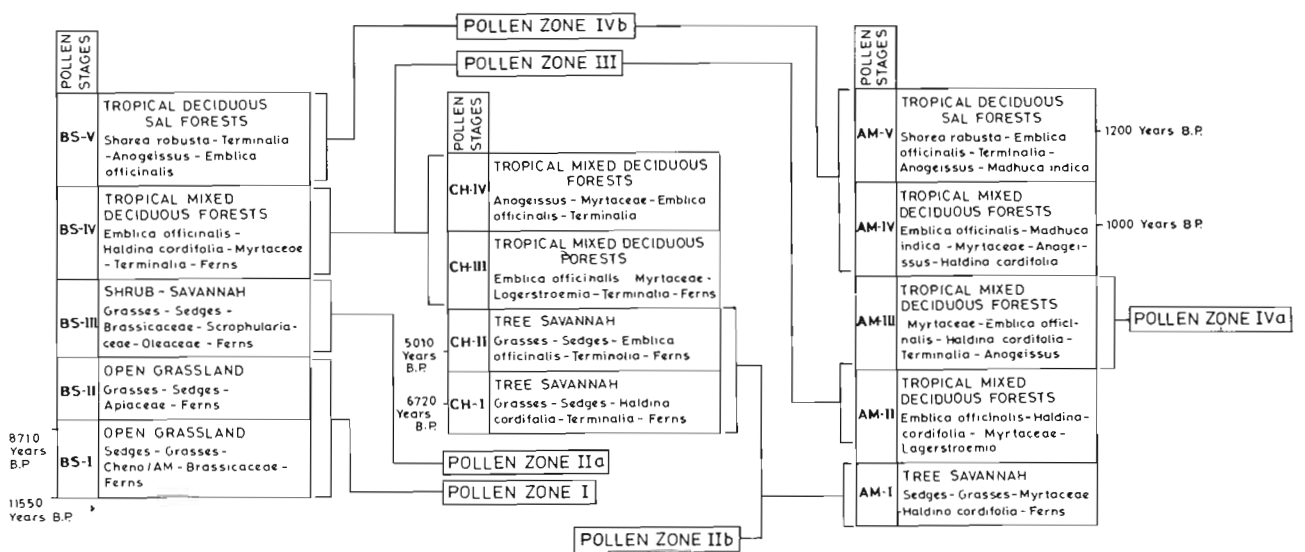 POLLEN ZONE IVb
POLLEN ZONE III
POLLEN STAGES
BS-V
TROPICAL DECIDUOUS
SAL FORESTS
Sharea robusta - Terminalia
-Anogeissus - Emblica
officinalis
BS-IV
TROPICAL MIXED
DECIDUOUS FORESTS
Emblica officinalis -
Haldina cordifolia - Myrtaceae
- Terminalia - Ferns
BS-III
SHRUB - SAVANNAH
Grasses - Sedges -
Brassicaceae - Scrophularia-
ceae - Oleaceae - Ferns
BS-II
OPEN GRASSLAND
Grasses - Sedges -
Apiaceae - Ferns
BS-I
OPEN GRASSLAND
Sedges - Grasses -
Cheno/AM - Brassicaceae -
Ferns
8710
Years
B.P
11550
Years B.P.
POLLEN STAGES
CH-IV
TROPICAL MIXED DECIDUOUS
FORESTS
Anogeissus - Myrtaceae - Emblica
officinalis - Terminalia
CH-III
TROPICAL MIXED DECIDUOUS
FORESTS
Emblica officinalis Myrtaceae -
Logerstroemia - Terminalia - Ferns
CH-II
TREE SAVANNAH
Grasses - Sedges - Emblica
officinalis - Terminolia - Ferns
CH-I
TREE SAVANNAH
Grasses - Sedges - Haldina
cordifalia - Terminalia - Ferns
5010
Years
B.P.
6720
Years
B.P.
POLLEN ZONE IIa
POLLEN ZONE I
POLLEN ZONE IIb
POLLEN STAGES
AM-V
TROPICAL DECIDUOUS
SAL FORESTS
Sharea robusta - Emblica
officinalis - Terminalia -
Anogeissus - Madhuca indica
AM-IV
TROPICAL MIXED
DECIDUOUS FORESTS
Emblica officinalis - Madhuca
indica - Myrtaceae - Anagei-
ssus - Haldina cardifolia
AM-III
TROPICAL MIXED
DECIDUOUS FORESTS
Myrtaceae - Emblica offici-
nalis - Haldina cordifolia -
Terminalia - Anogeissus
AM-II
TROPICAL MIXED
DECIDUOUS FORESTS
Emblica officinolis - Haldina-
cordifolia - Myrtaceae -
Lagerstroemia
AM-I
TREE SAVANNAH
Sedges - Grasses - Myrtaceae
-Haldino cordifolia - Ferns
1200 Years B.P.
1000 Years B.P.
POLLEN ZONE IVa